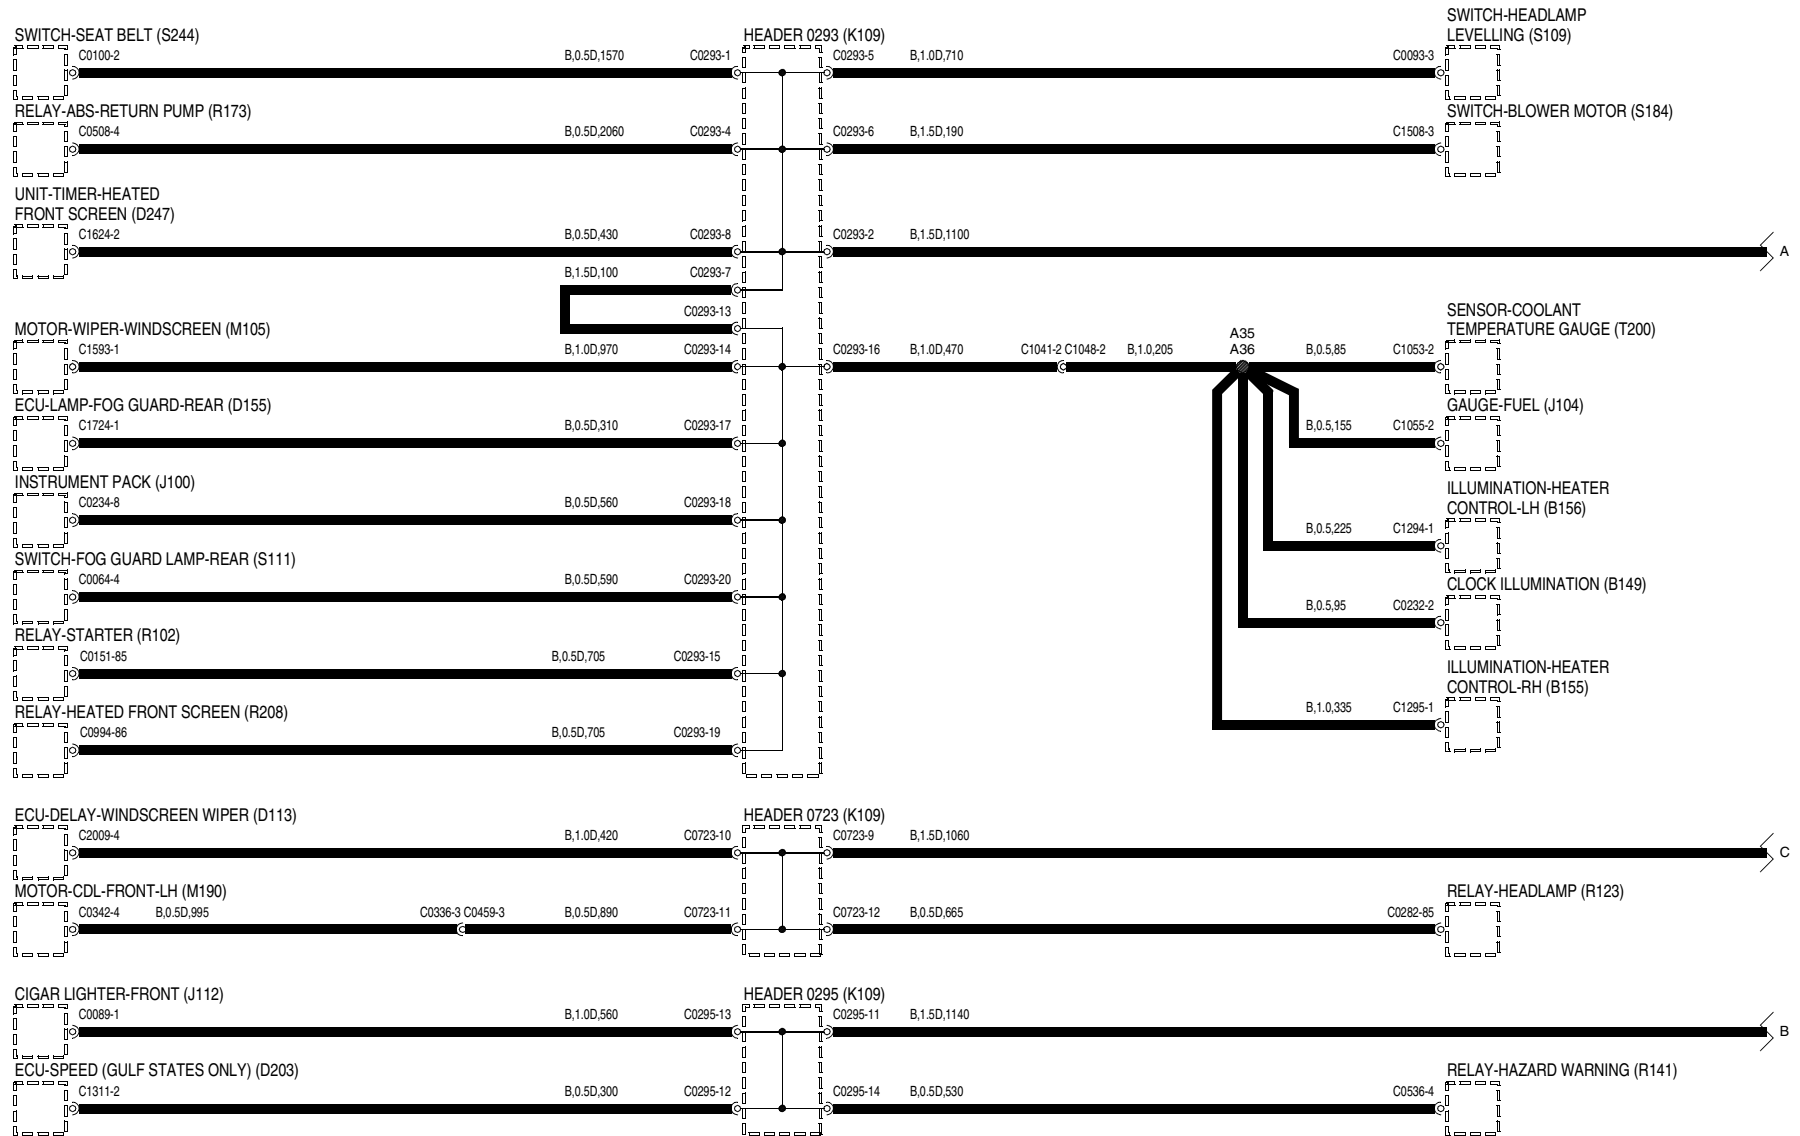 SWITCH-SEAT BELT (S244)
C0100-2 B,0.5D,1570 C0293-1
HEADER 0293 (K109)
C0293-5 B,1.0D,710 C0093-3
SWITCH-HEADLAMP
LEVELLING (S109)
RELAY-ABS-RETURN PUMP (R173)
C0508-4 B,0.5D,2060 C0293-4
C0293-6 B,1.5D,190 C1508-3
SWITCH-BLOWER MOTOR (S184)
UNIT-TIMER-HEATED
FRONT SCREEN (D247)
C1624-2 B,0.5D,430 C0293-8
C0293-2 B,1.5D,1100
A
B,1.5D,100 C0293-7
C0293-13
MOTOR-WIPER-WINDSCREEN (M105)
C1593-1 B,1.0D,970 C0293-14
C0293-16 B,1.0D,470 C1041-2 C1048-2 B,1.0,205
A35
A36
B,0.5,85 C1053-2
SENSOR-COOLANT
TEMPERATURE GAUGE (T200)
ECU-LAMP-FOG GUARD-REAR (D155)
C1724-1 B,0.5D,310 C0293-17
B,0.5,155 C1055-2
GAUGE-FUEL (J104)
INSTRUMENT PACK (J100)
C0234-8 B,0.5D,560 C0293-18
ILLUMINATION-HEATER
CONTROL-LH (B156)
B,0.5,225 C1294-1
SWITCH-FOG GUARD LAMP-REAR (S111)
C0064-4 B,0.5D,590 C0293-20
CLOCK ILLUMINATION (B149)
B,0.5,95 C0232-2
RELAY-STARTER (R102)
C0151-85 B,0.5D,705 C0293-15
ILLUMINATION-HEATER
CONTROL-RH (B155)
B,1.0,335 C1295-1
RELAY-HEATED FRONT SCREEN (R208)
C0994-86 B,0.5D,705 C0293-19
ECU-DELAY-WINDSCREEN WIPER (D113)
C2009-4 B,1.0D,420 C0723-10
HEADER 0723 (K109)
C0723-9 B,1.5D,1060
C
MOTOR-CDL-FRONT-LH (M190)
C0342-4 B,0.5D,995 C0336-3 C0459-3 B,0.5D,890 C0723-11
C0723-12 B,0.5D,665 C0282-85
RELAY-HEADLAMP (R123)
CIGAR LIGHTER-FRONT (J112)
C0089-1 B,1.0D,560 C0295-13
HEADER 0295 (K109)
C0295-11 B,1.5D,1140
B
ECU-SPEED (GULF STATES ONLY) (D203)
C1311-2 B,0.5D,300 C0295-12
C0295-14 B,0.5D,530 C0536-4
RELAY-HAZARD WARNING (R141)